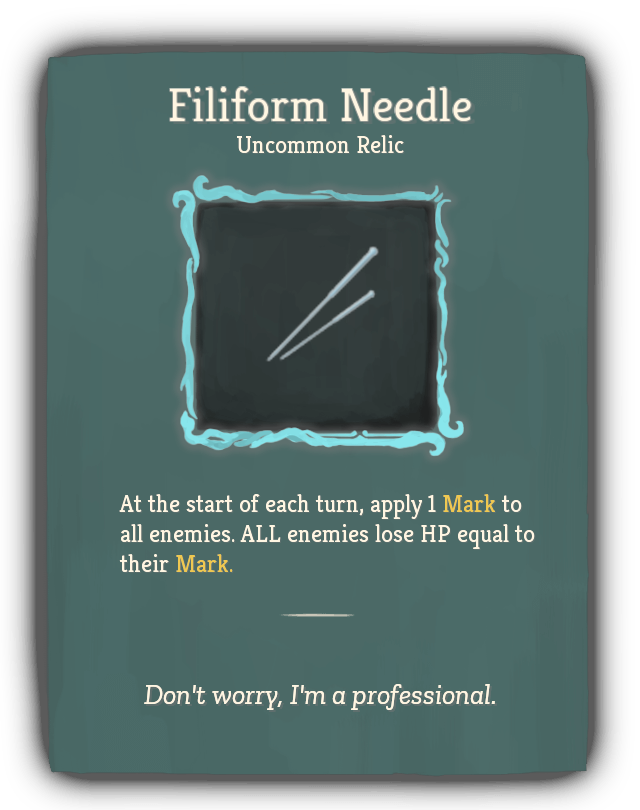 Filiform Needle
Uncommon Relic
At the start of each turn, apply 1 Mark to
all enemies. ALL enemies lose HP equal to
their Mark.
Don't worry, I'm a professional.